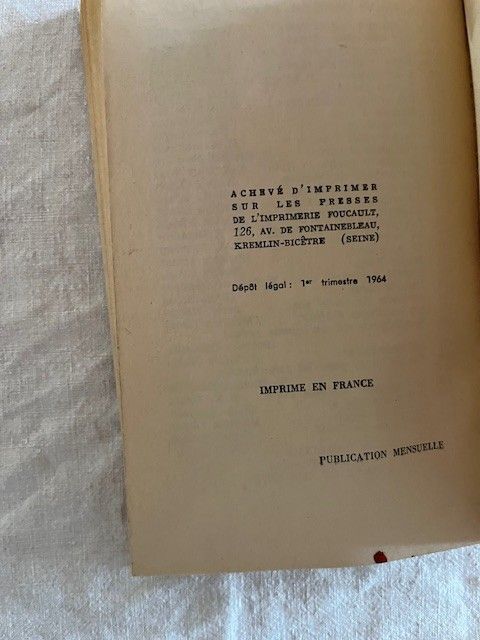 ACHEVÉ D'IMPRIMER
SUR LES PRESSES
DE L'IMPRIMERIE FOUCAULT,
126, AV. DE FONTAINEBLEAU,
KREMLIN-BICÊTRE (SEINE)
Dépôt légal : 1er trimestre 1964
IMPRIME EN FRANCE
PUBLICATION MENSUELLE